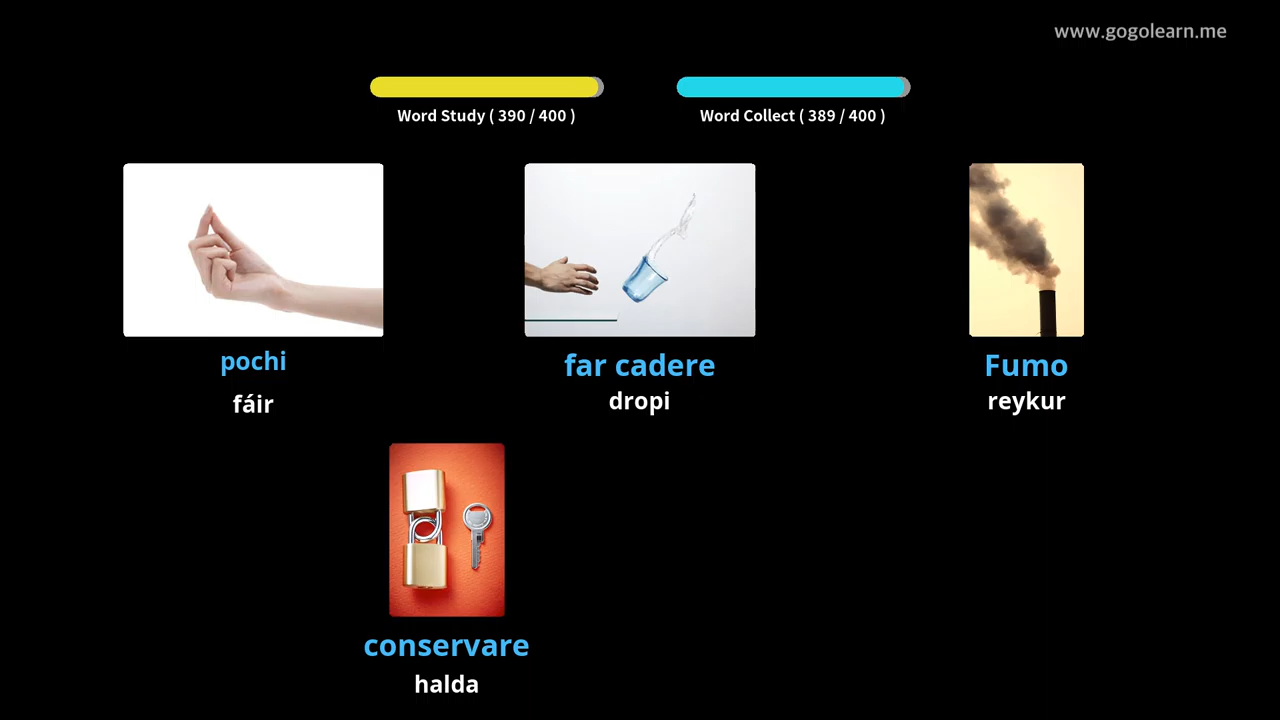 www.gogolearn.me
Word Study ( 390 / 400 )
Word Collect ( 389 / 400 )
pochi
fáir
far cadere
dropi
Fumo
reykur
conservare
halda